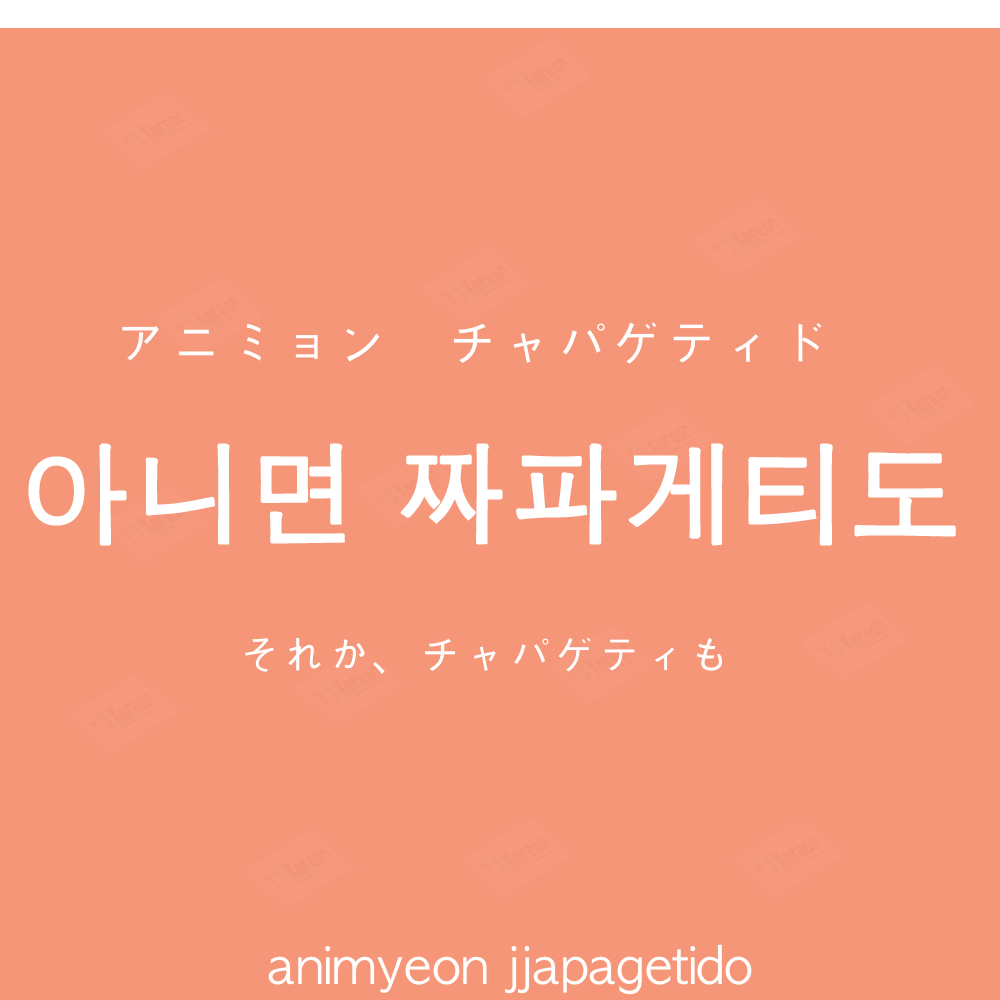 アニミョン　チャパゲティド
아니면 짜파게티도
それか、チャパゲティも
animyeon jjapagetido